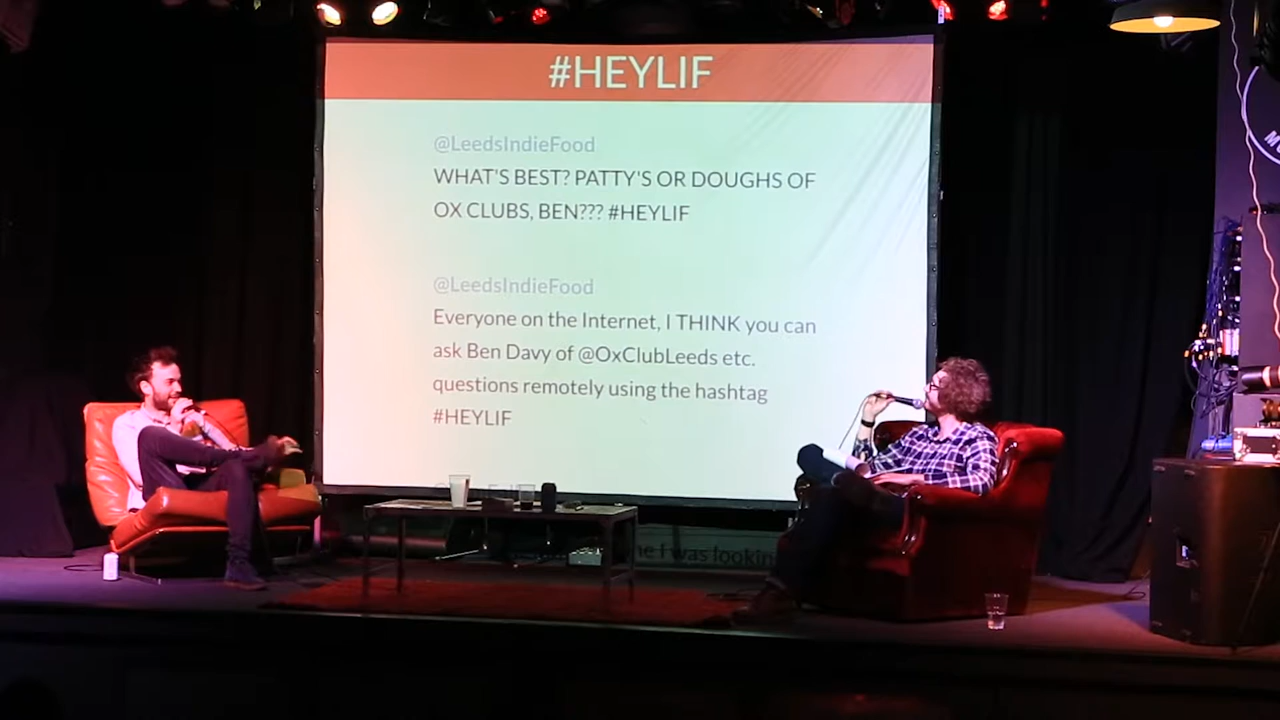 #HEYLIF
@LeedsIndieFood
WHAT'S BEST? PATTY'S OR DOUGHS OF
OX CLUBS, BEN??? #HEYLIF
@LeedsIndieFood
Everyone on the Internet, I THINK you can
ask Ben Davy of @OxClubLeeds etc.
questions remotely using the hashtag
#HEYLIF
I was